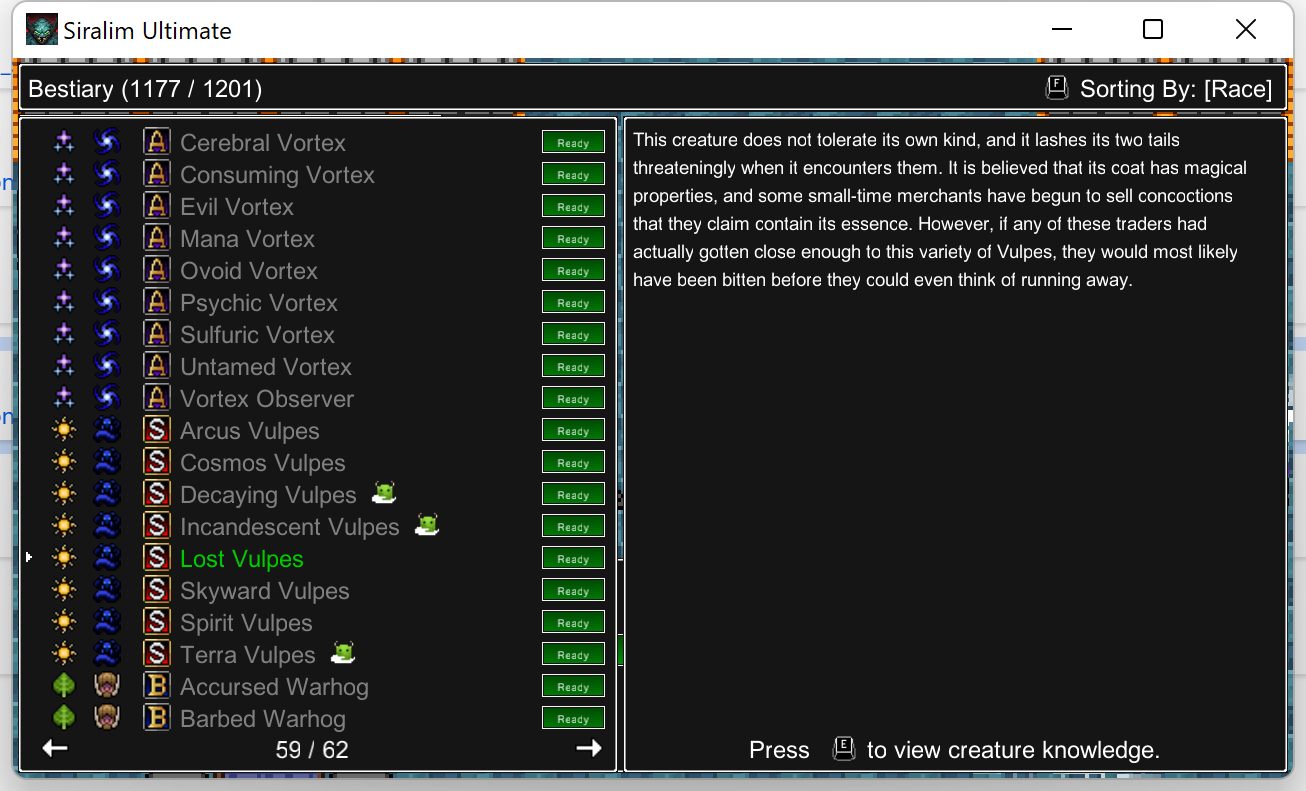 Siralim Ultimate
Bestiary (1177 / 1201)
F Sorting By: [Race]
A Cerebral Vortex Ready
A Consuming Vortex Ready
A Evil Vortex Ready
A Mana Vortex Ready
A Ovoid Vortex Ready
A Psychic Vortex Ready
A Sulfuric Vortex Ready
A Untamed Vortex Ready
A Vortex Observer Ready
S Arcus Vulpes Ready
S Cosmos Vulpes Ready
S Decaying Vulpes Ready
S Incandescent Vulpes Ready
S Lost Vulpes Ready
S Skyward Vulpes Ready
S Spirit Vulpes Ready
S Terra Vulpes Ready
B Accursed Warhog Ready
B Barbed Warhog Ready
59 / 62
This creature does not tolerate its own kind, and it lashes its two tails
threateningly when it encounters them. It is believed that its coat has magical
properties, and some small-time merchants have begun to sell concoctions
that they claim contain its essence. However, if any of these traders had
actually gotten close enough to this variety of Vulpes, they would most likely
have been bitten before they could even think of running away.
Press E to view creature knowledge.